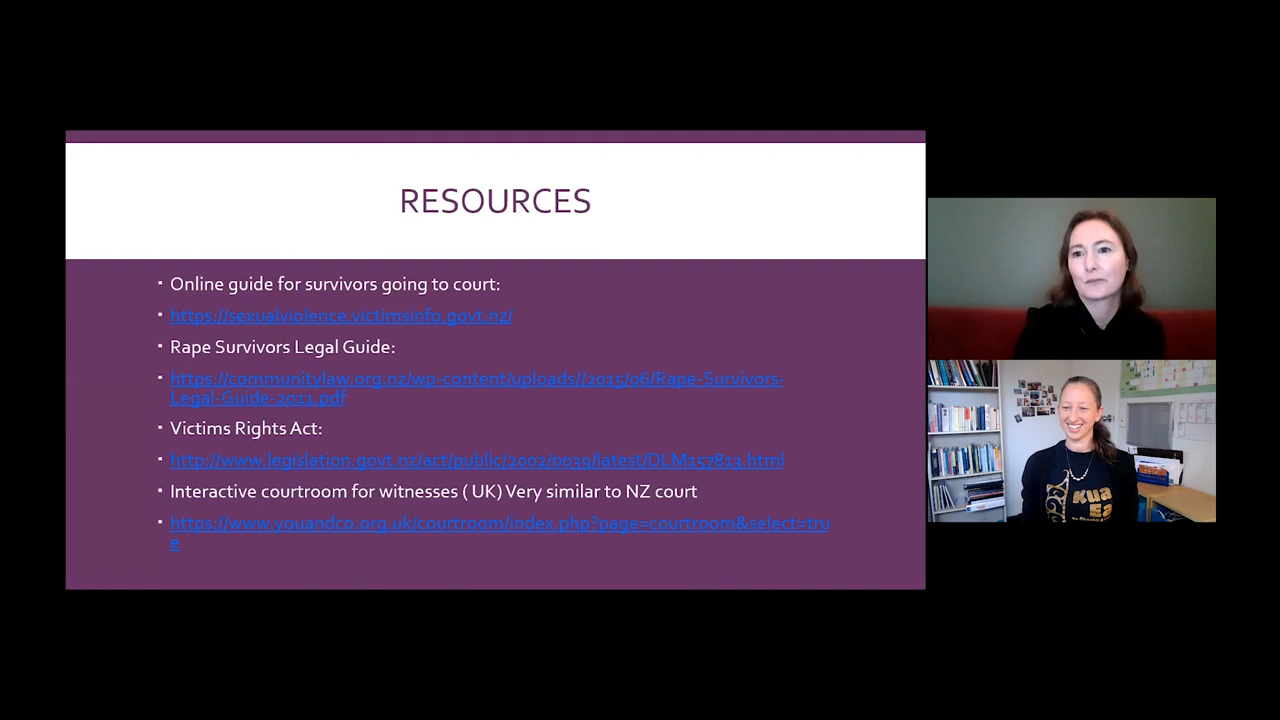 RESOURCES
Online guide for survivors going to court:
https://sexualviolence.victimsinfo.govt.nz/
Rape Survivors Legal Guide:
https://communitylaw.org.nz/wp-content/uploads//2015/06/Rape-Survivors-
Legal-Guide-2011.pdf
Victims Rights Act:
http://www.legislation.govt.nz/act/public/2002/0039/latest/DLM157813.html
Interactive courtroom for witnesses ( UK) Very similar to NZ court
https://www.youandco.org.uk/courtroom/index.php?page=courtroom&select=tru
e
Kua
Ea